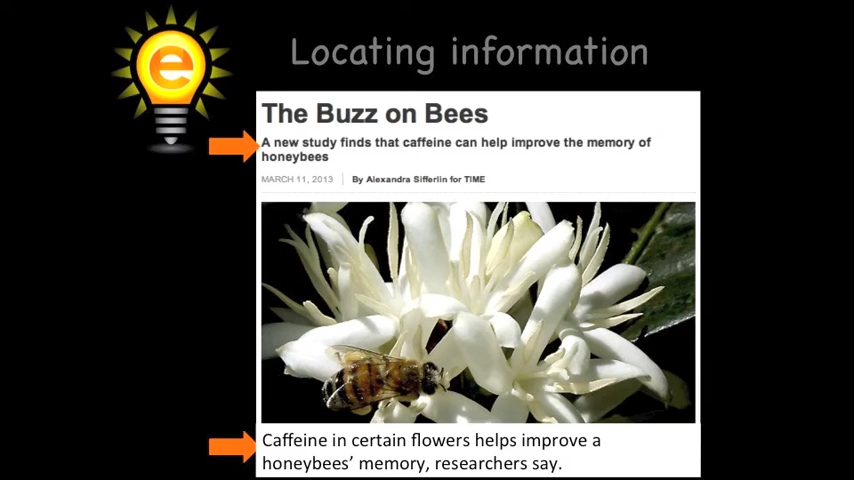 Locating information
e
The Buzz on Bees
A new study finds that caffeine can help improve the memory of
honeybees
MARCH 11, 2013 By Alexandra Sifferlin for TIME
Caffeine in certain flowers helps improve a
honeybees’ memory, researchers say.